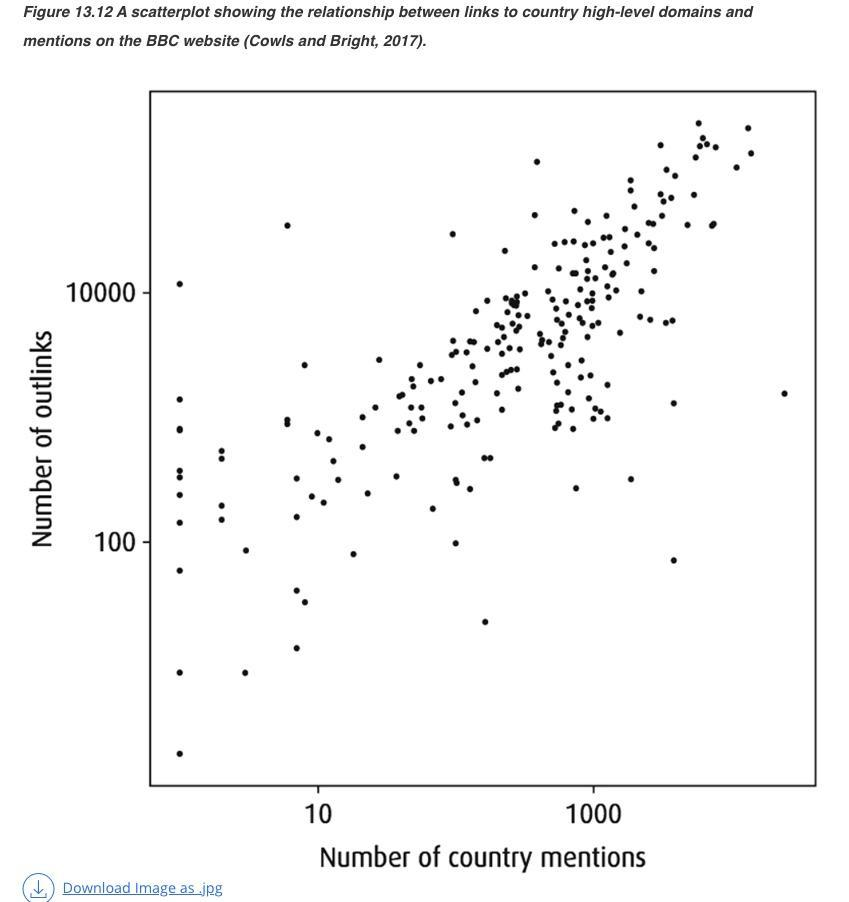 Figure 13.12 A scatterplot showing the relationship between links to country high-level domains and
mentions on the BBC website (Cowls and Bright, 2017).
10000
Number of outlinks
100
10
1000
Number of country mentions
Download Image as .jpg